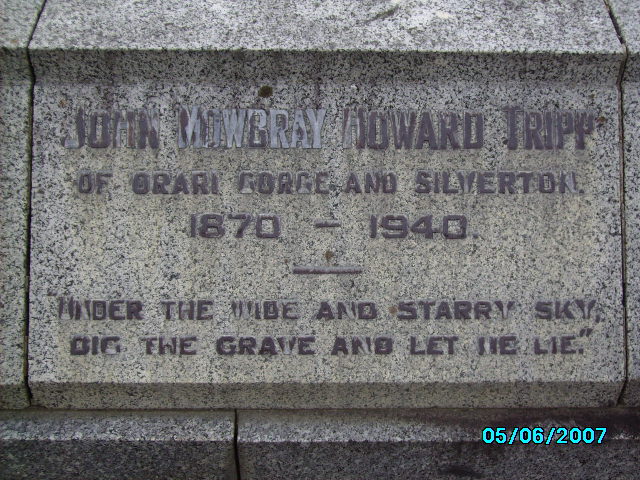 JOHN MOWBRAY HOWARD TRIPP
OF ORARI GORGE AND SILVERTON.
1870 – 1940.
UNDER THE WIDE AND STARRY SKY,
DIG THE GRAVE AND LET ME LIE."
05/06/2007